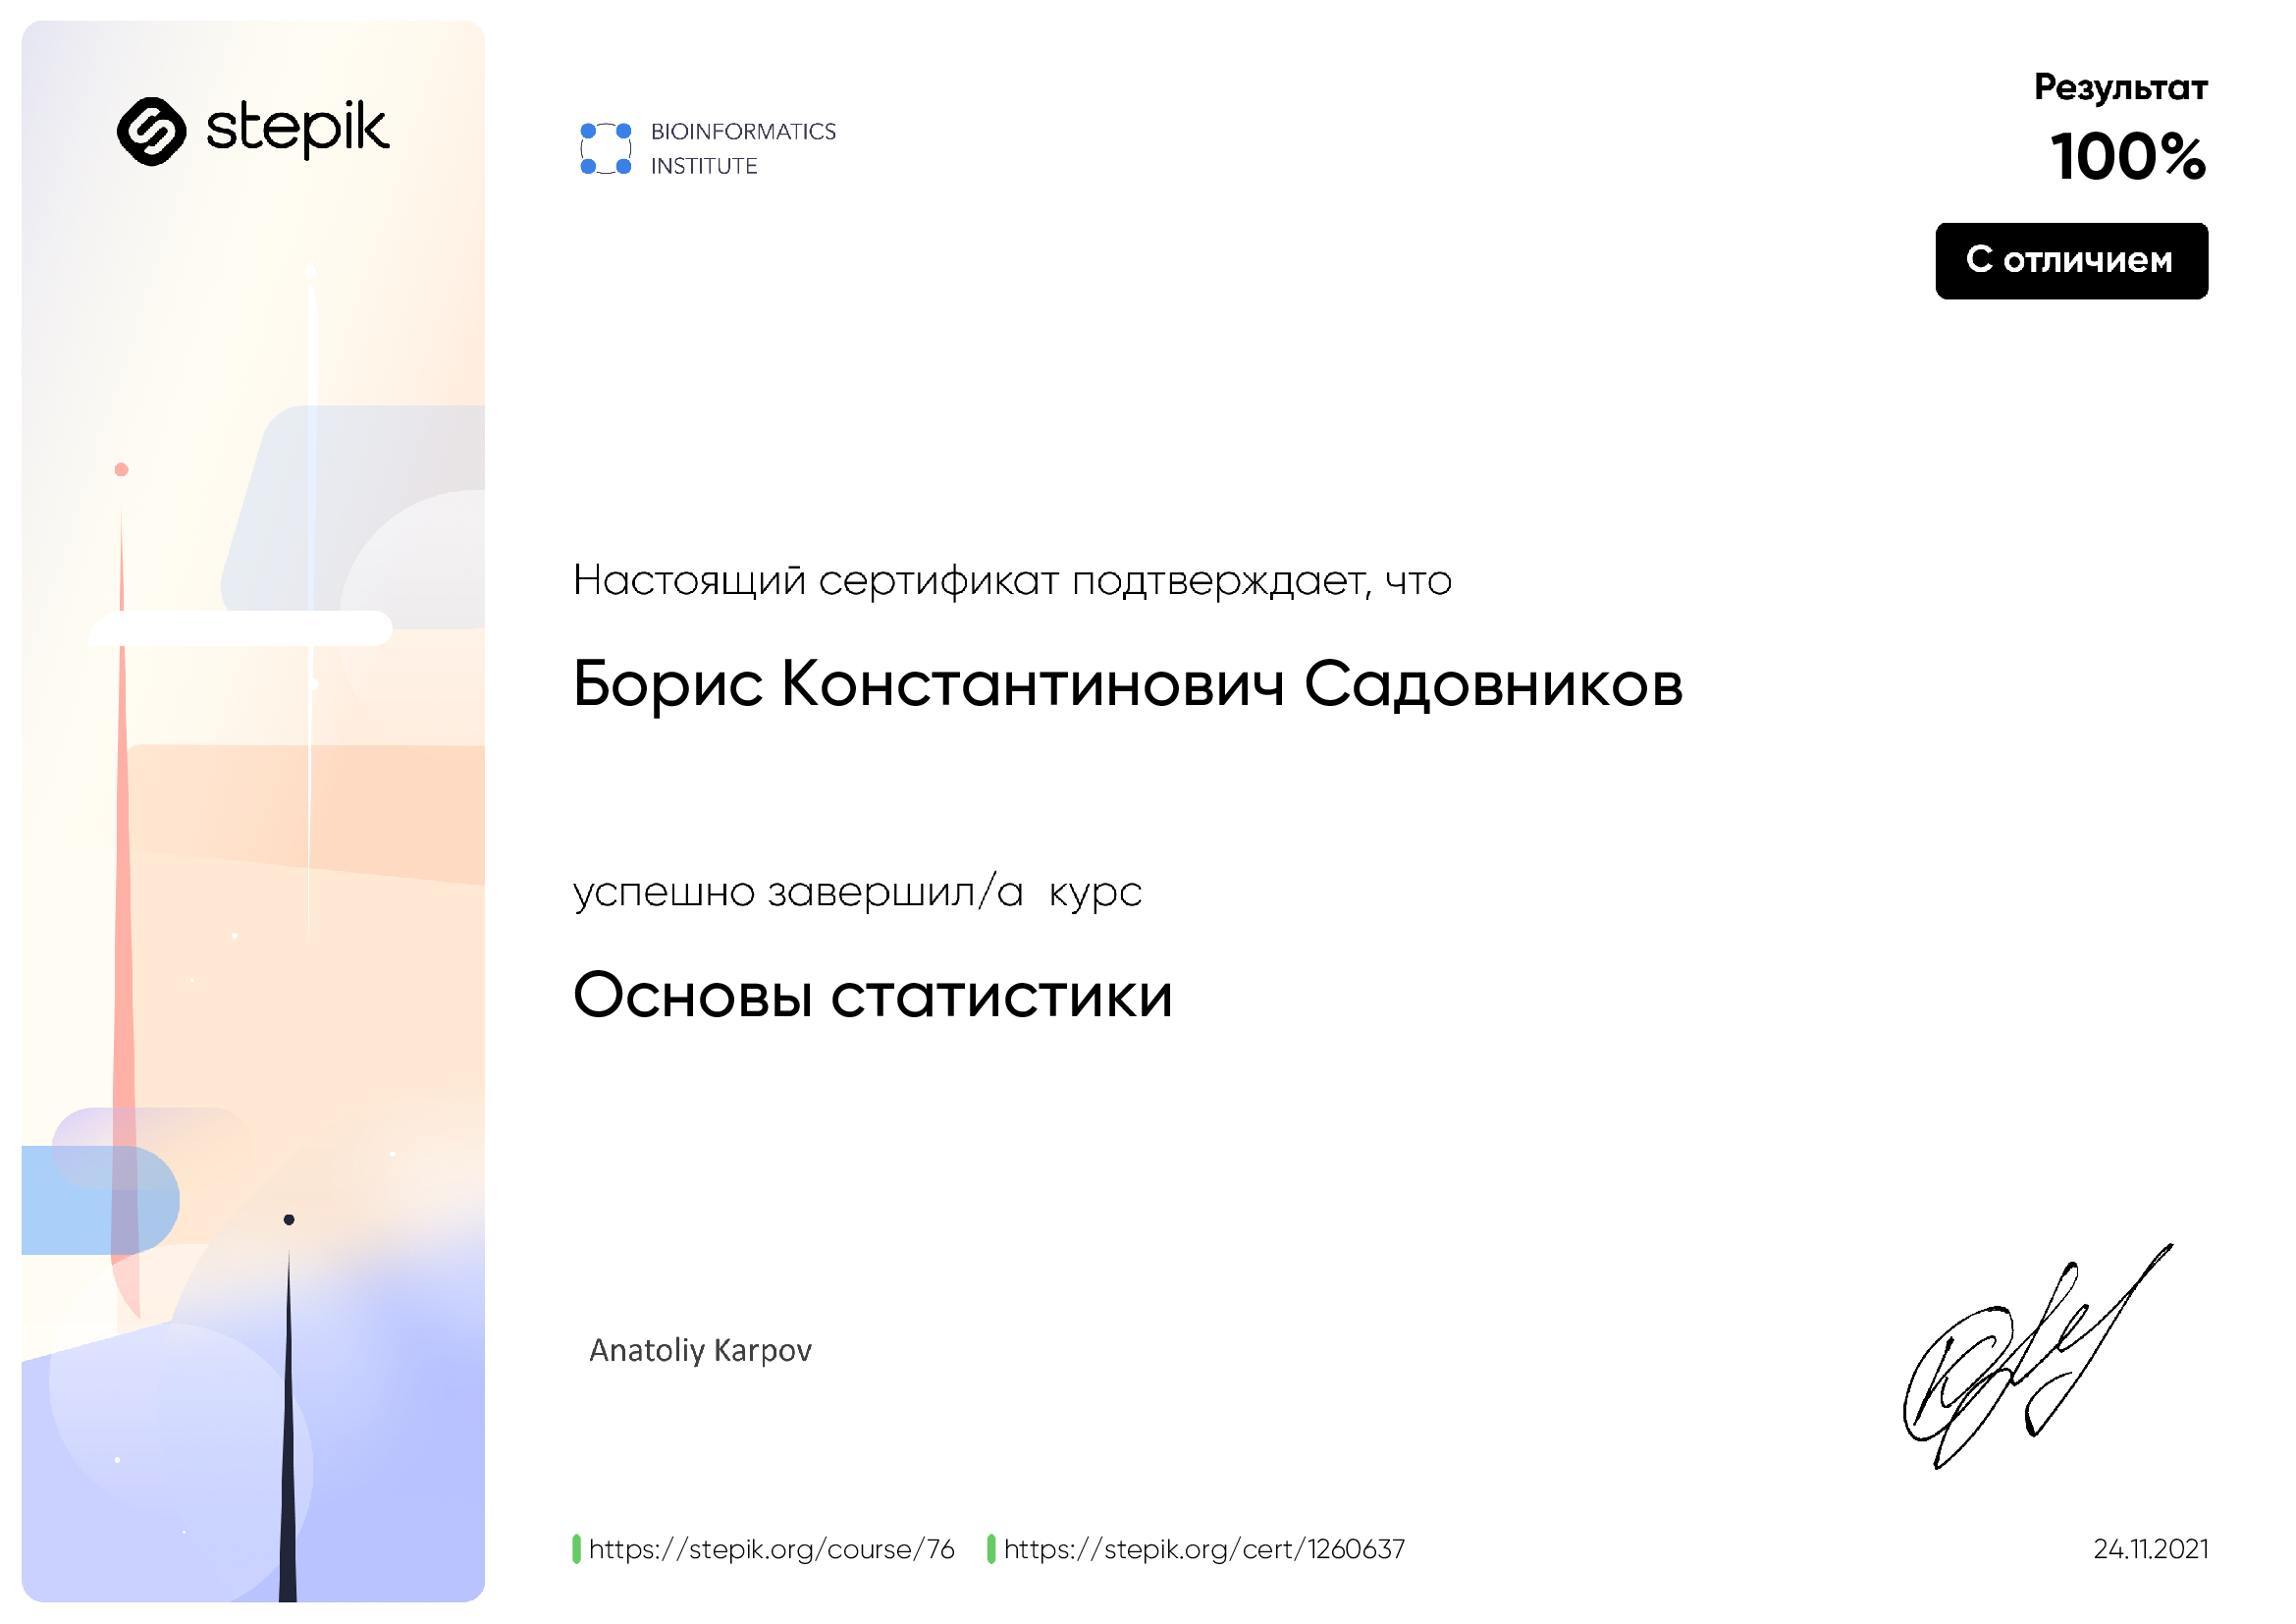 stepik
BIOINFORMATICS
INSTITUTE
Результат
100%
С отличием
Настоящий сертификат подтверждает, что
Борис Константинович Садовников
успешно завершил/а курс
Основы статистики
Anatoliy Karpov
https://stepik.org/course/76
https://stepik.org/cert/1260637
24.11.2021